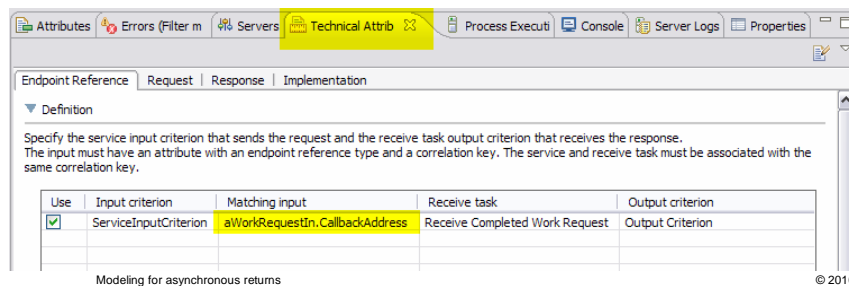 Attributes Errors (Filter m Servers Technical Attrib Process Executi Console Server Logs Properties
Endpoint Reference Request | Response | Implementation
Definition
Specify the service input criterion that sends the request and the receive task output criterion that receives the response.
The input must have an attribute with an endpoint reference type and a correlation key. The service and receive task must be associated with the
same correlation key.
Use Input criterion Matching input Receive task Output criterion
ServiceInputCriterion aWorkRequestIn.CallbackAddress Receive Completed Work Request Output Criterion
Modeling for asynchronous returns © 2010